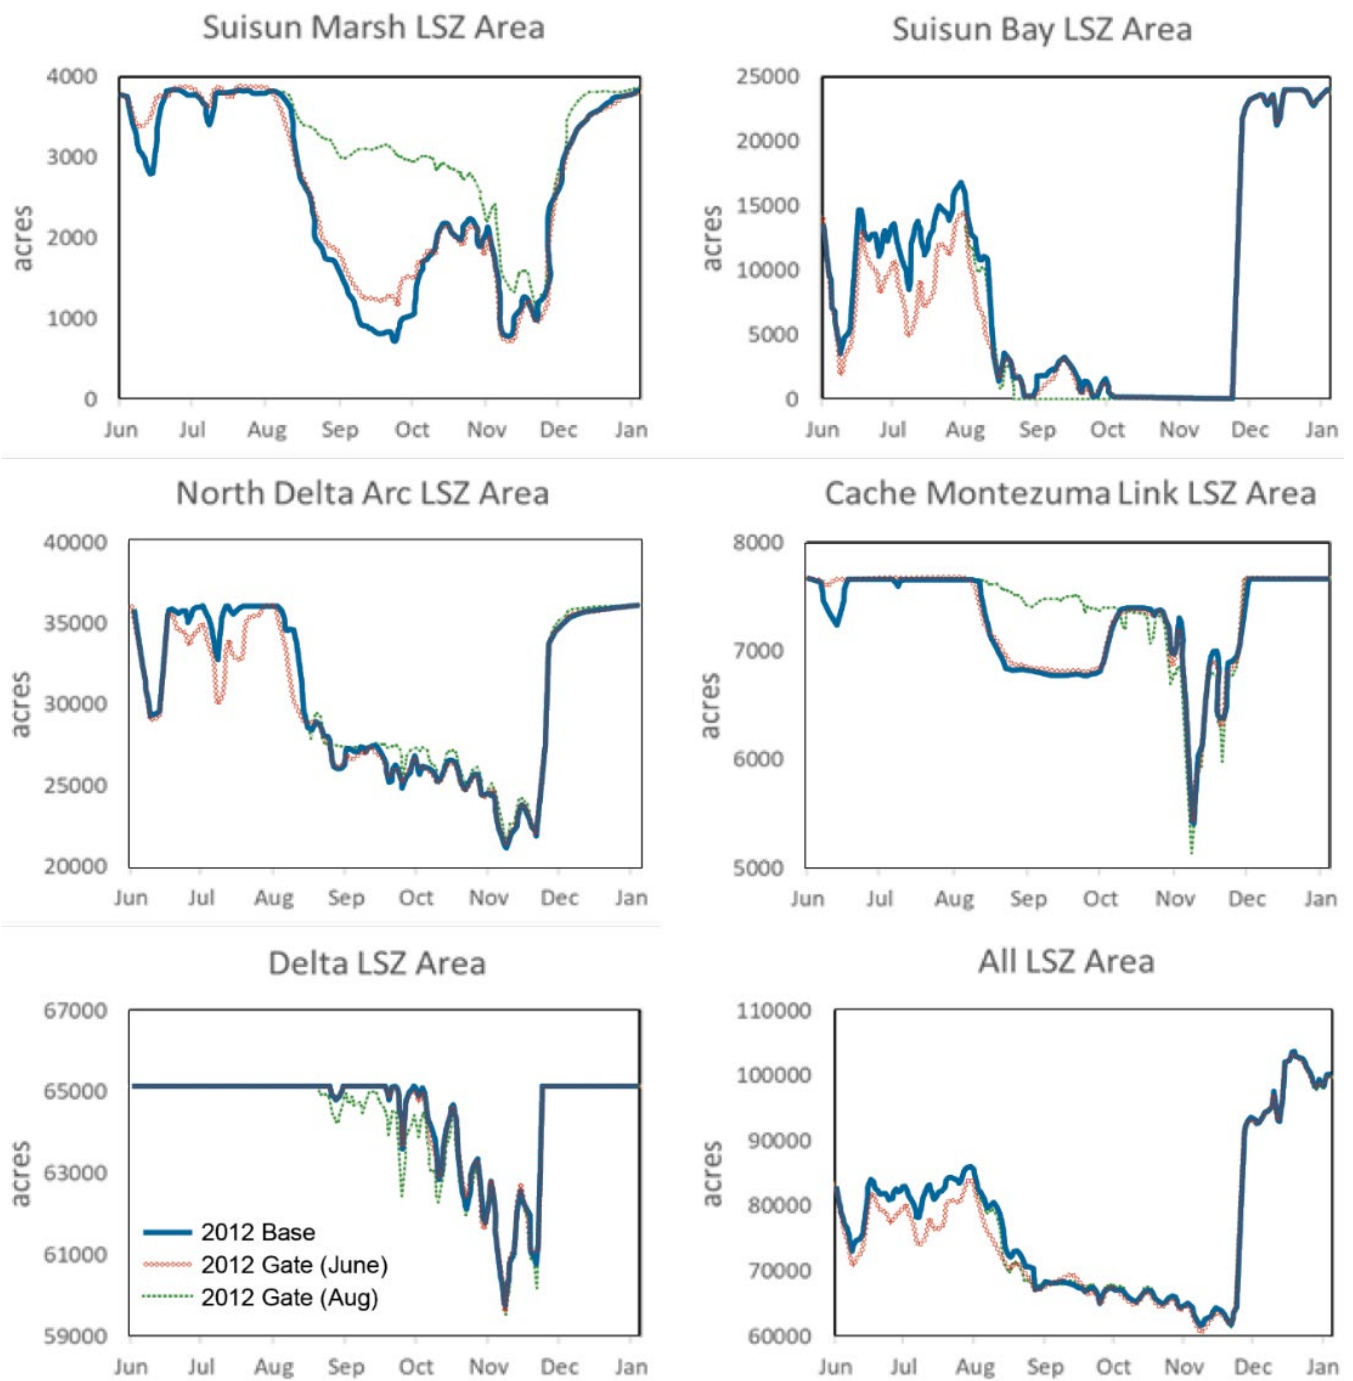 Suisun Marsh LSZ Area
4000
3000
2000
1000
0
acres
Jun Jul Aug Sep Oct Nov Dec Jan
Suisun Bay LSZ Area
25000
20000
15000
10000
5000
0
acres
Jun Jul Aug Sep Oct Nov Dec Jan
North Delta Arc LSZ Area
40000
35000
30000
25000
20000
acres
Jun Jul Aug Sep Oct Nov Dec Jan
Cache Montezuma Link LSZ Area
8000
7000
6000
5000
acres
Jun Jul Aug Sep Oct Nov Dec Jan
Delta LSZ Area
67000
65000
63000
61000
59000
acres
2012 Base
2012 Gate (June)
2012 Gate (Aug)
Jun Jul Aug Sep Oct Nov Dec Jan
All LSZ Area
110000
100000
90000
80000
70000
60000
acres
Jun Jul Aug Sep Oct Nov Dec Jan